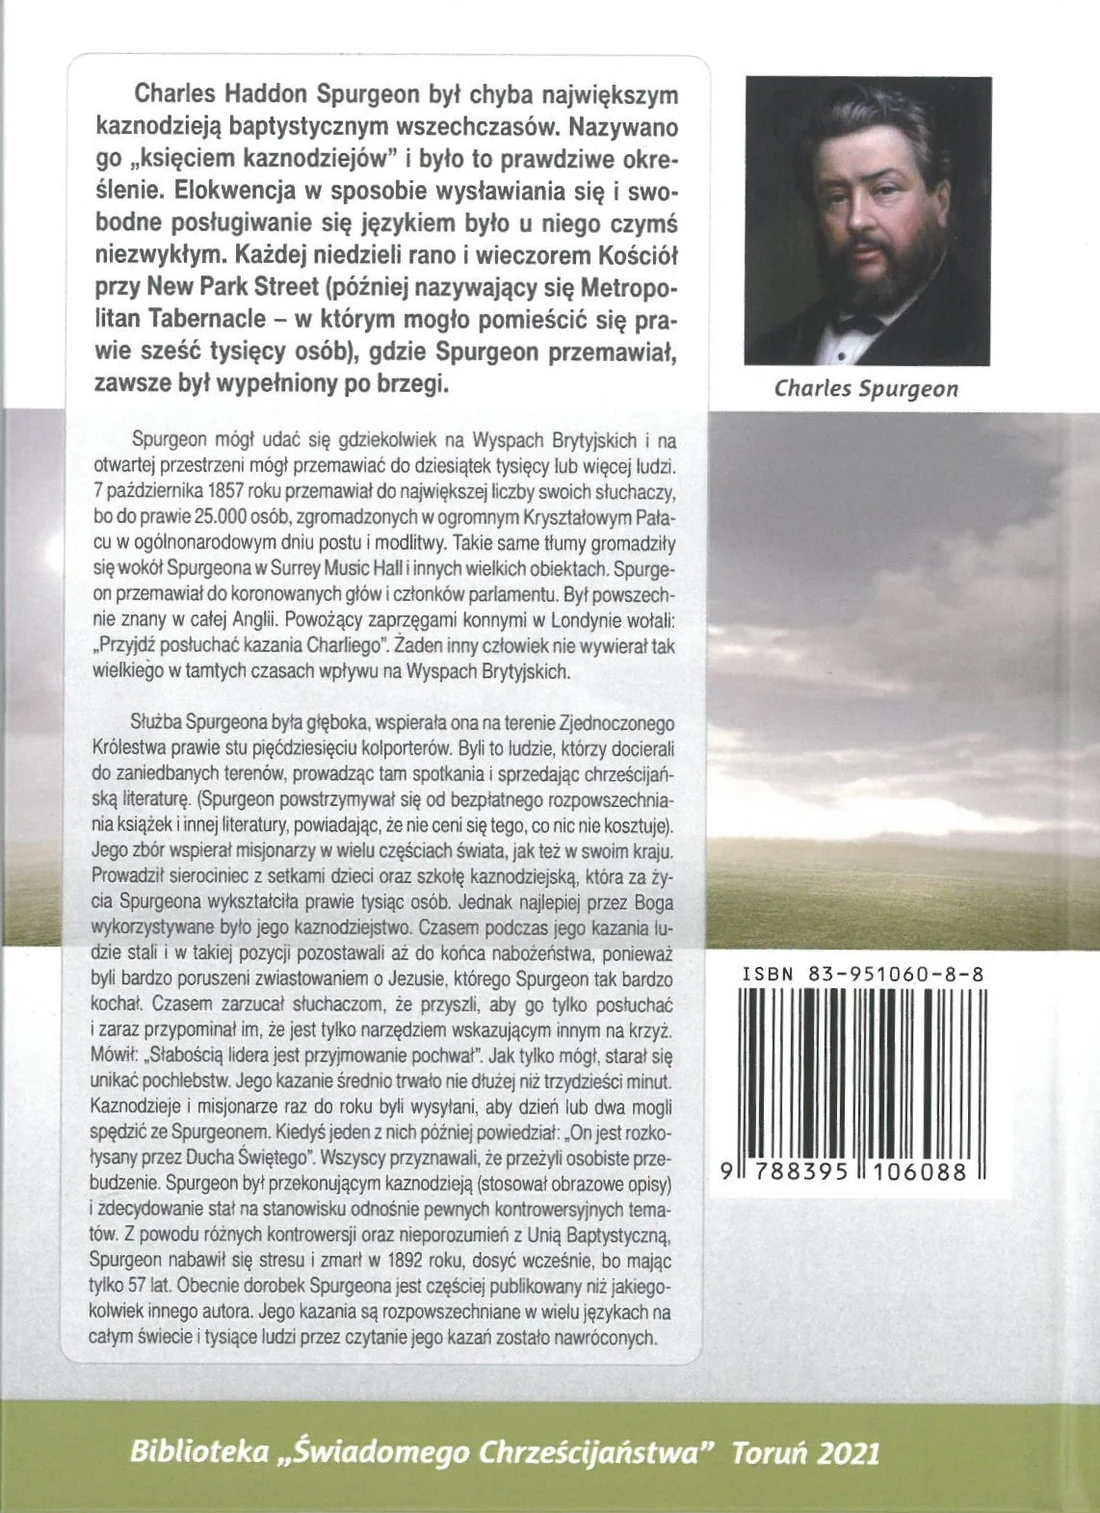 Charles Haddon Spurgeon był chyba największym
kaznodzieją baptystycznym wszechczasów. Nazywano
go „księciem kaznodziejów” i było to prawdziwe okre-
ślenie. Elokwencja w sposobie wysławiania się i swo-
bodne posługiwanie się językiem było u niego czymś
niezwykłym. Każdej niedzieli rano i wieczorem Kościół
przy New Park Street (później nazywający się Metropo-
litan Tabernacle – w którym mogło pomieścić się pra-
wie sześć tysięcy osób), gdzie Spurgeon przemawiał,
zawsze był wypełniony po brzegi.
Charles Spurgeon
Spurgeon mógł udać się gdziekolwiek na Wyspach Brytyjskich i na
otwartej przestrzeni mógł przemawiać do dziesiątek tysięcy lub więcej ludzi.
7 października 1857 roku przemawiał do największej liczby swoich słuchaczy,
bo do prawie 25.000 osób, zgromadzonych w ogromnym Kryształowym Pała-
cu w ogólnonarodowym dniu postu i modlitwy. Takie same tłumy gromadziły
się wokół Spurgeona w Surrey Music Hall i innych wielkich obiektach. Spurge-
on przemawiał do koronowanych głów i członków parlamentu. Był powszech-
nie znany w całej Anglii. Powożący zaprzęgami konnymi w Londynie wołali:
„Przyjdź posłuchać kazania Charliego”. Żaden inny człowiek nie wywierał tak
wielkiego w tamtych czasach wpływu na Wyspach Brytyjskich.
Służba Spurgeona była głęboka, wspierała ona na terenie Zjednoczonego
Królestwa prawie stu pięćdziesięciu kolporterów. Byli to ludzie, którzy docierali
do zaniedbanych terenów, prowadząc tam spotkania i sprzedając chrześcijań-
ską literaturę. (Spurgeon powstrzymywał się od bezpłatnego rozpowszechnia-
nia książek i innej literatury, powiadając, że nie ceni się tego, co nic nie kosztuje).
Jego zbór wspierał misjonarzy w wielu częściach świata, jak też w swoim kraju.
Prowadził sierociniec z setkami dzieci oraz szkołę kaznodziejską, która za ży-
cia Spurgeona wykształciła prawie tysiąc osób. Jednak najlepiej przez Boga
wykorzystywane było jego kaznodziejstwo. Czasem podczas jego kazania lu-
dzie stali i w takiej pozycji pozostawali aż do końca nabożeństwa, ponieważ
byli bardzo poruszeni zwiastowaniem o Jezusie, którego Spurgeon tak bardzo
kochał. Czasem zarzucał słuchaczom, że przyszli, aby go tylko posłuchać
i zaraz przypominał im, że jest tylko narzędziem wskazującym innym na krzyż.
Mówił: „Słabością lidera jest przyjmowanie pochwał”. Jak tylko mógł, starał się
unikać pochlebstw. Jego kazanie średnio trwało nie dłużej niż trzydzieści minut.
Kaznodzieje i misjonarze raz do roku byli wysyłani, aby dzień lub dwa mogli
spędzić ze Spurgeonem. Kiedyś jeden z nich później powiedział: „On jest rozko-
łysany przez Ducha Świętego”. Wszyscy przyznawali, że przeżyli osobiste prze-
budzenie. Spurgeon był przekonującym kaznodzieją (stosował obrazowe opisy)
i zdecydowanie stał na stanowisku odnośnie pewnych kontrowersyjnych tema-
tów. Z powodu różnych kontrowersji oraz nieporozumień z Unią Baptystyczną,
Spurgeon nabawił się stresu i zmarł w 1892 roku, dosyć wcześnie, bo mając
tylko 57 lat. Obecnie dorobek Spurgeona jest częściej publikowany niż jakiego-
kolwiek innego autora. Jego kazania są rozpowszechniane w wielu językach na
całym świecie i tysiące ludzi przez czytanie jego kazań zostało nawróconych.
ISBN 83-951060-8-8
9 788395 106088
Biblioteka „Świadomego Chrześcijaństwa” Toruń 2021